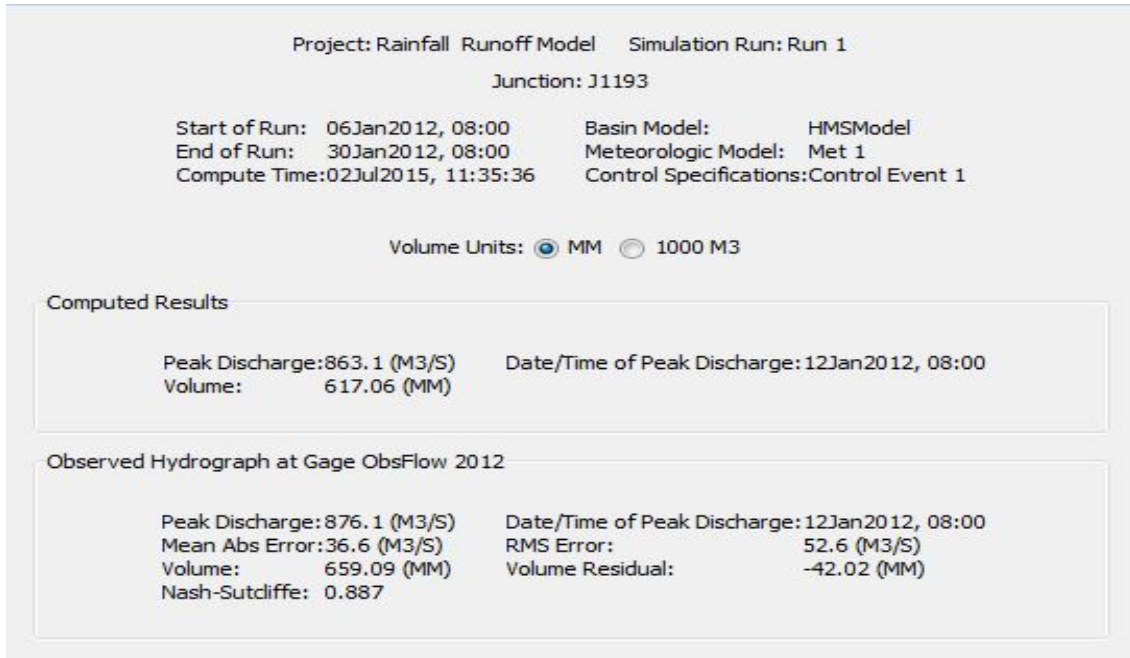 Project: Rainfall Runoff Model Simulation Run: Run 1
Junction: J1193
Start of Run: 06Jan2012, 08:00 Basin Model: HMSModel
End of Run: 30Jan2012, 08:00 Meteorologic Model: Met 1
Compute Time:02Jul2015, 11:35:36 Control Specifications:Control Event 1
Volume Units: MM 1000 M3
Computed Results
Peak Discharge:863.1 (M3/S) Date/Time of Peak Discharge:12Jan2012, 08:00
Volume: 617.06 (MM)
Observed Hydrograph at Gage ObsFlow 2012
Peak Discharge:876.1 (M3/S) Date/Time of Peak Discharge:12Jan2012, 08:00
Mean Abs Error:36.6 (M3/S) RMS Error: 52.6 (M3/S)
Volume: 659.09 (MM) Volume Residual: -42.02 (MM)
Nash-Sutcliffe: 0.887